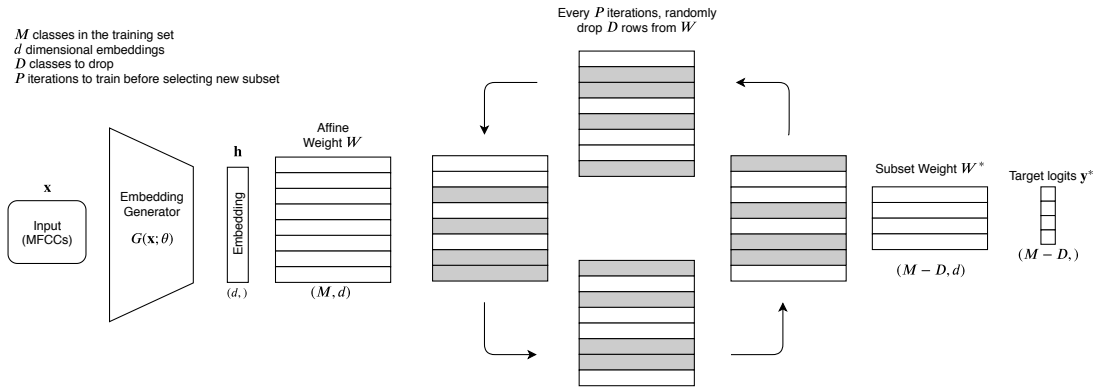 M classes in the training set
d dimensional embeddings
D classes to drop
P iterations to train before selecting new subset
Every P iterations, randomly
drop D rows from W
x
Input
(MFCCs)
Embedding
Generator
G(x; θ)
h
Embedding
(d, )
Affine
Weight W
(M, d)
Subset Weight W*
(M − D, d)
Target logits y*
(M − D, )